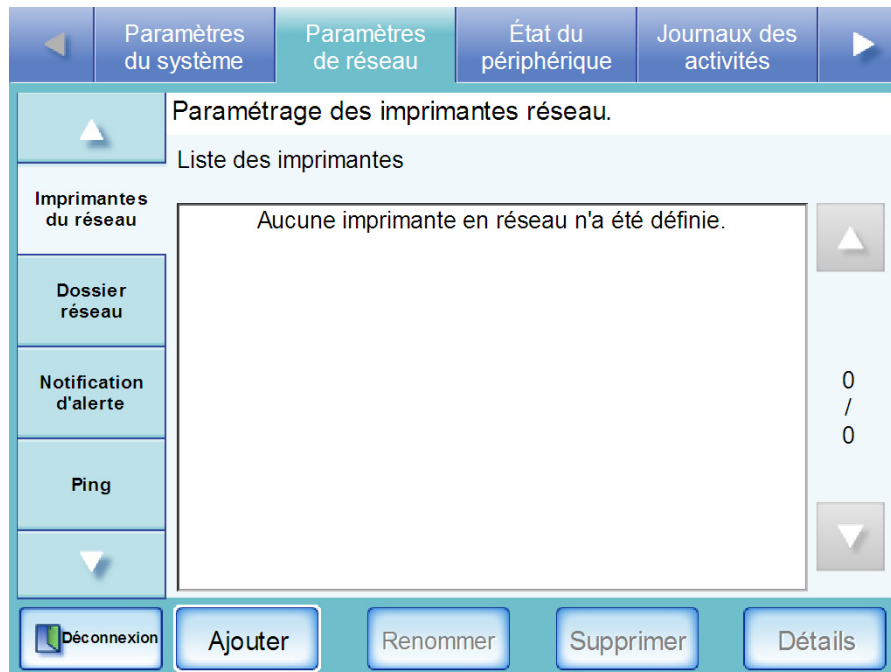 Paramètres
du système
Paramètres
de réseau
État du
périphérique
Journaux des
activités
Paramétrage des imprimantes réseau.
Liste des imprimantes
Imprimantes
du réseau
Aucune imprimante en réseau n'a été définie.
Dossier
réseau
Notification
d'alerte
0
/
0
Ping
Déconnexion
Ajouter
Renommer
Supprimer
Détails